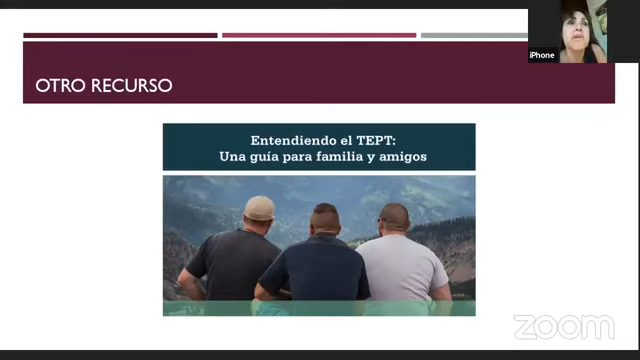 iPhone
OTRO RECURSO
Entendiendo el TEPT:
Una guía para familia y amigos
zoom